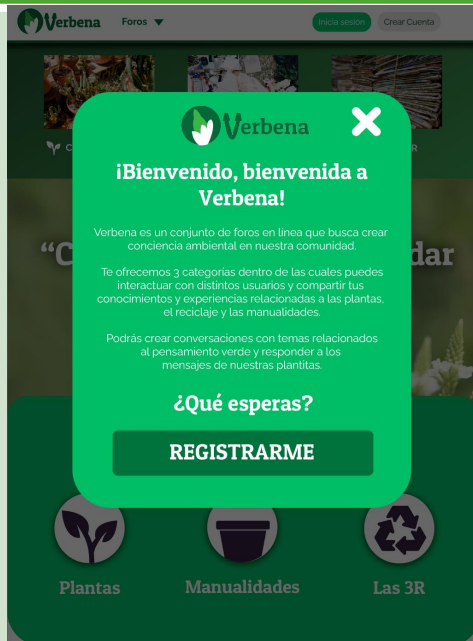 Verbena Foros Inicia sesión Crear Cuenta
C R
Verbena
¡Bienvenido, bienvenida a
Verbena!
"C dar
Verbena es un conjunto de foros en línea que busca crear
conciencia ambiental en nuestra comunidad.
Te ofrecemos 3 categorías dentro de las cuales puedes
interactuar con distintos usuarios y compartir tus
conocimientos y experiencias relacionadas a las plantas,
el reciclaje y las manualidades.
Podrás crear conversaciones con temas relacionados
al pensamiento verde y responder a los
mensajes de nuestras plantitas.
¿Qué esperas?
REGISTRARME
Plantas Manualidades Las 3R